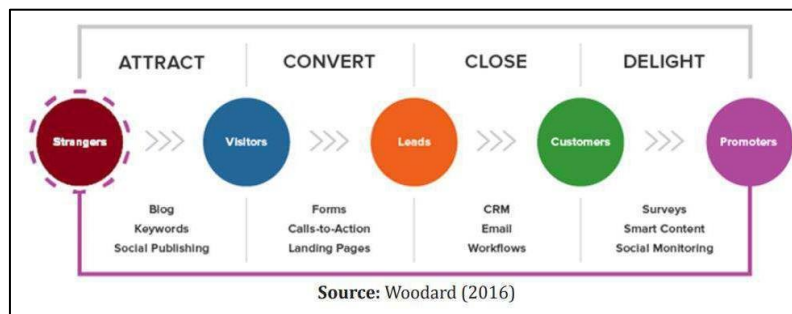 ATTRACT CONVERT CLOSE DELIGHT
Strangers Visitors Leads Customers Promoters
Blog Forms CRM Surveys
Keywords Calls-to-Action Email Smart Content
Social Publishing Landing Pages Workflows Social Monitoring
Source: Woodard (2016)